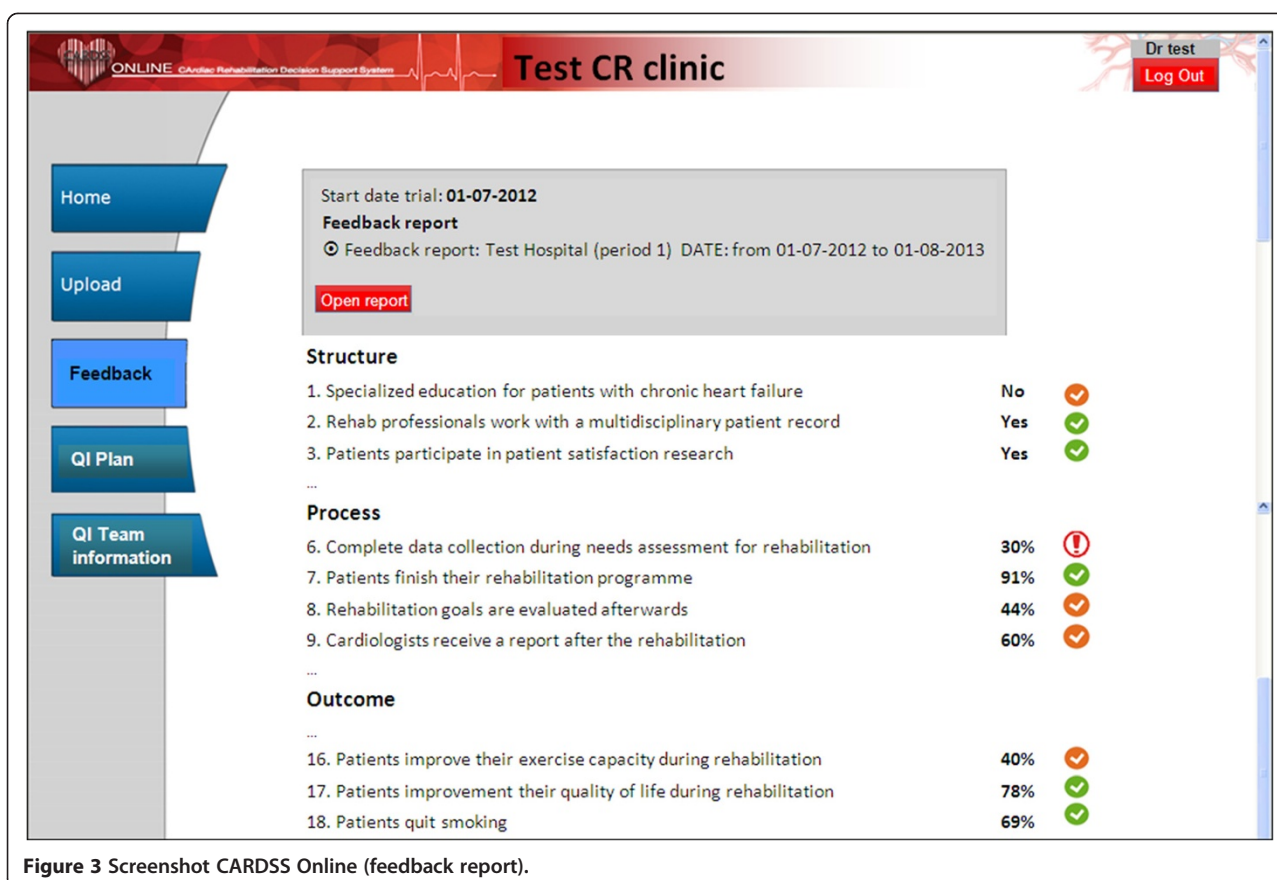 CARDSS ONLINE CArdiac Rehabilitation Decision Support System
Test CR clinic
Dr test
Log Out
Home
Upload
Feedback
QI Plan
QI Team
information
Start date trial: 01-07-2012
Feedback report
Feedback report: Test Hospital (period 1) DATE: from 01-07-2012 to 01-08-2013
Open report
Structure
1. Specialized education for patients with chronic heart failure No
2. Rehab professionals work with a multidisciplinary patient record Yes
3. Patients participate in patient satisfaction research Yes
...
Process
6. Complete data collection during needs assessment for rehabilitation 30%
7. Patients finish their rehabilitation programme 91%
8. Rehabilitation goals are evaluated afterwards 44%
9. Cardiologists receive a report after the rehabilitation 60%
...
Outcome
...
16. Patients improve their exercise capacity during rehabilitation 40%
17. Patients improvement their quality of life during rehabilitation 78%
18. Patients quit smoking 69%
Figure 3 Screenshot CARDSS Online (feedback report).